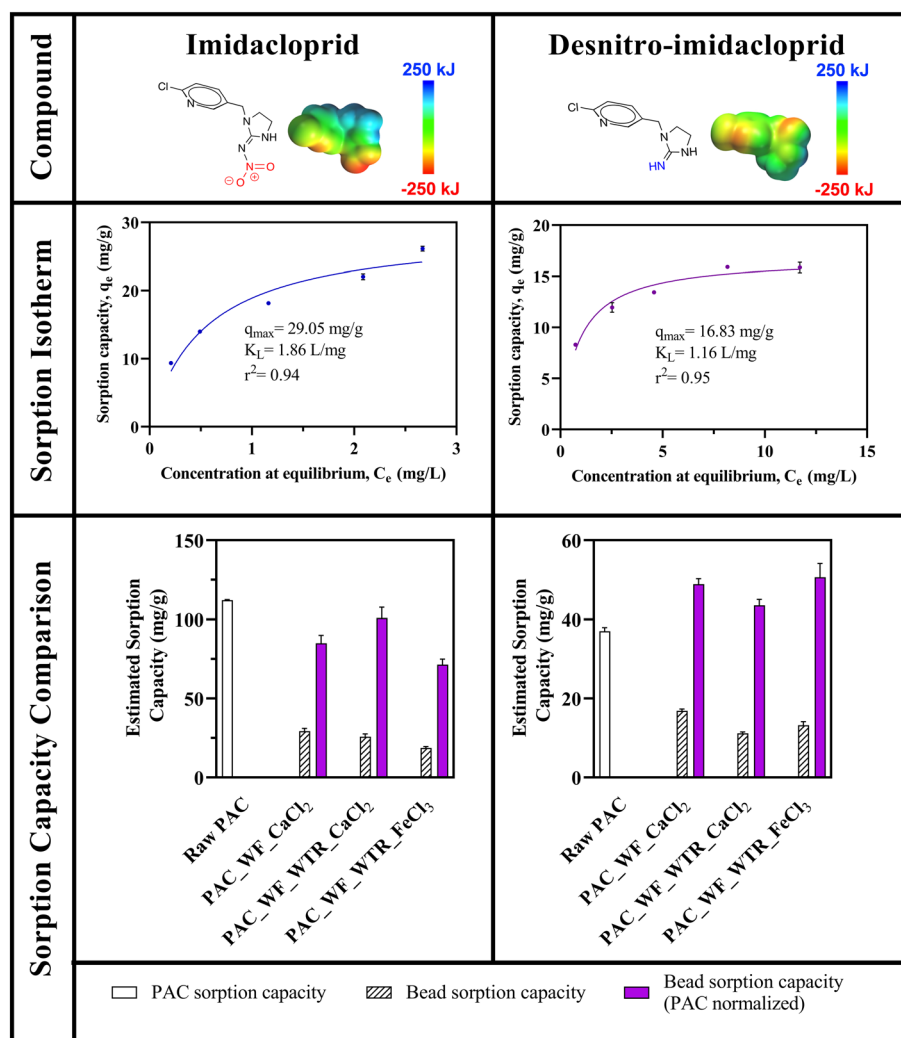 Compound
Imidacloprid
Cl
N
N
NH
N
N
O
O
⊖
⊕
250 kJ
-250 kJ
Desnitro-imidacloprid
Cl
N
N
NH
HN
250 kJ
-250 kJ
Sorption Isotherm
Sorption capacity, qe (mg/g)
30
20
10
0
qmax= 29.05 mg/g
KL= 1.86 L/mg
r²= 0.94
0 1 2 3
Concentration at equilibrium, Ce (mg/L)
Sorption capacity, qe (mg/g)
20
15
10
5
0
qmax= 16.83 mg/g
KL= 1.16 L/mg
r²= 0.95
0 5 10 15
Concentration at equilibrium, Ce (mg/L)
Sorption Capacity Comparison
Estimated Sorption
Capacity (mg/g)
150
100
50
0
Raw PAC
PAC_WF_CaCl₂
PAC_WF_WTR_CaCl₂
PAC_WF_WTR_FeCl₃
Estimated Sorption
Capacity (mg/g)
60
40
20
0
Raw PAC
PAC_WF_CaCl₂
PAC_WF_WTR_CaCl₂
PAC_WF_WTR_FeCl₃
PAC sorption capacity
Bead sorption capacity
Bead sorption capacity
(PAC normalized)